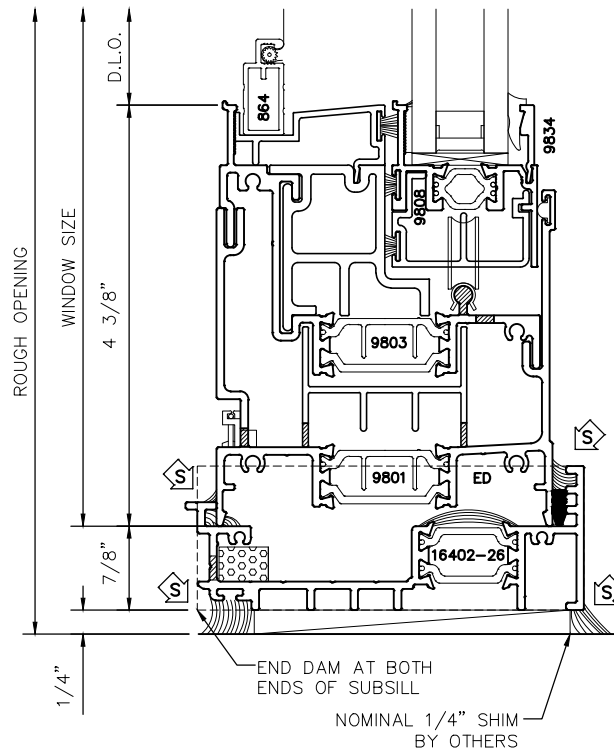 D.L.O.
ROUGH OPENING
WINDOW SIZE
4 3/8"
7/8"
1/4"
864
9834
9808
9803
9801
ED
16402-26
S
S
S
S
END DAM AT BOTH
ENDS OF SUBSILL
NOMINAL 1/4" SHIM
BY OTHERS